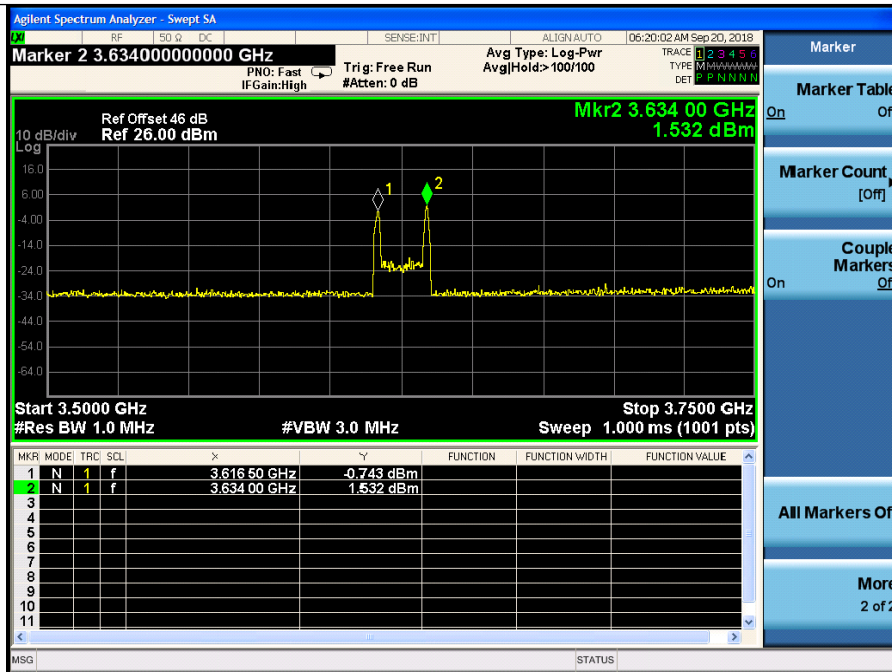 Agilent Spectrum Analyzer - Swept SA
LXI RF 50 Ω DC SENSE:INT ALIGN AUTO 06:20:02 AM Sep 20, 2018
Marker 2 3.634000000000 GHz
PNO: Fast
IFGain:High
Trig: Free Run
#Atten: 0 dB
Avg Type: Log-Pwr
Avg|Hold:> 100/100
TRACE 1 2 3 4 5 6
TYPE
DET P P N N N N
Mkr2 3.634 00 GHz
1.532 dBm
Ref Offset 46 dB
10 dB/div Ref 26.00 dBm
Log
16.0
6.00
-4.00
-14.0
-24.0
-34.0
-44.0
-54.0
-64.0
1
2
Start 3.5000 GHz Stop 3.7500 GHz
#Res BW 1.0 MHz #VBW 3.0 MHz Sweep 1.000 ms (1001 pts)
MKR MODE TRC SCL X Y FUNCTION FUNCTION WIDTH FUNCTION VALUE
1 N 1 f 3.616 50 GHz -0.743 dBm
2 N 1 f 3.634 00 GHz 1.532 dBm
3
4
5
6
7
8
9
10
11
MSG STATUS
Marker
Marker Table
On Of
Marker Count
[Off]
Couple
Markers
On Of
All Markers Of
More
2 of 2